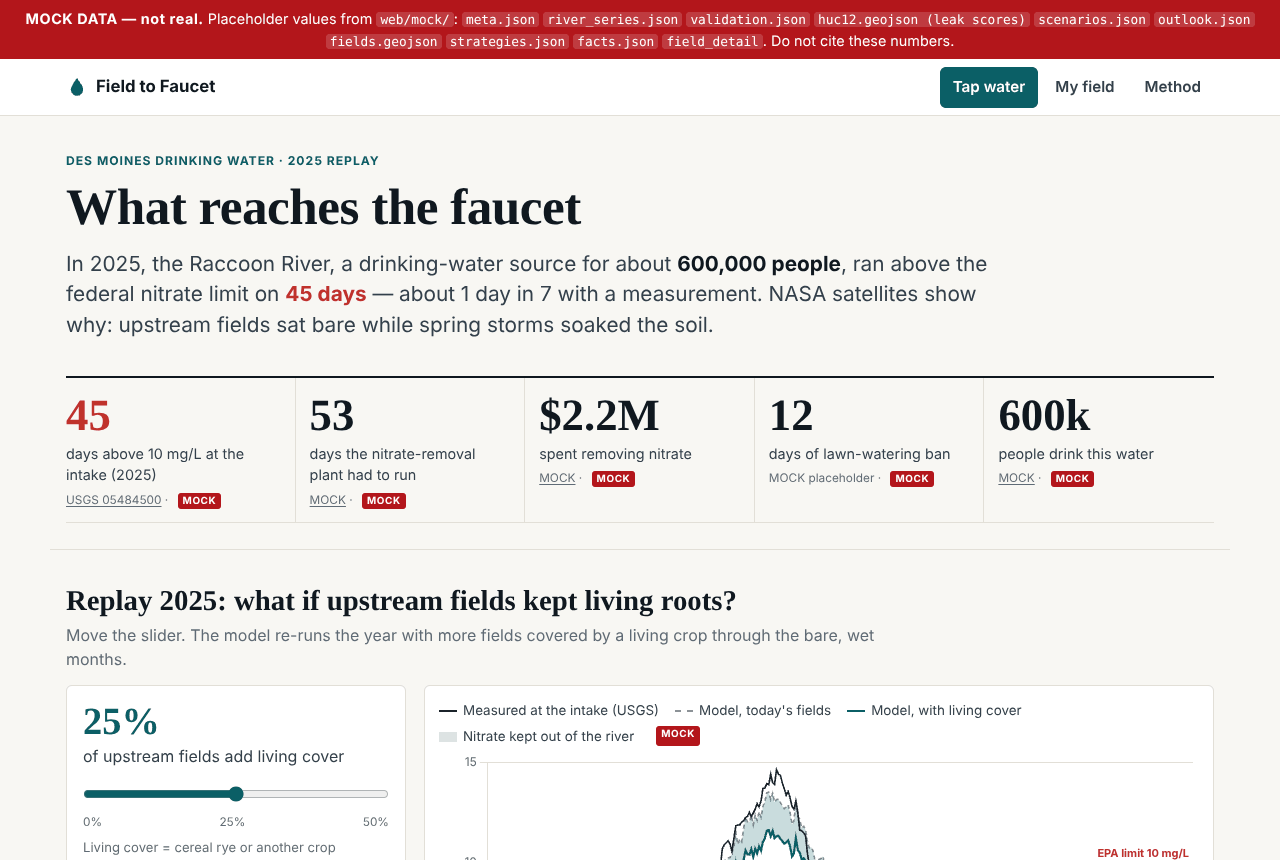 MOCK DATA — not real. Placeholder values from web/mock/: meta.json river_series.json validation.json huc12.geojson (leak scores) scenarios.json outlook.json
fields.geojson strategies.json facts.json field_detail. Do not cite these numbers.
Field to Faucet
Tap water
My field
Method
DES MOINES DRINKING WATER · 2025 REPLAY
What reaches the faucet
In 2025, the Raccoon River, a drinking-water source for about 600,000 people, ran above the
federal nitrate limit on 45 days — about 1 day in 7 with a measurement. NASA satellites show
why: upstream fields sat bare while spring storms soaked the soil.
45
days above 10 mg/L at the
intake (2025)
USGS 05484500 · MOCK
53
days the nitrate-removal
plant had to run
MOCK · MOCK
$2.2M
spent removing nitrate
MOCK · MOCK
12
days of lawn-watering ban
MOCK placeholder · MOCK
600k
people drink this water
MOCK · MOCK
Replay 2025: what if upstream fields kept living roots?
Move the slider. The model re-runs the year with more fields covered by a living crop through the bare, wet
months.
25%
of upstream fields add living cover
0% 25% 50%
Living cover = cereal rye or another crop
Measured at the intake (USGS) Model, today's fields Model, with living cover
Nitrate kept out of the river MOCK
15
EPA limit 10 mg/L